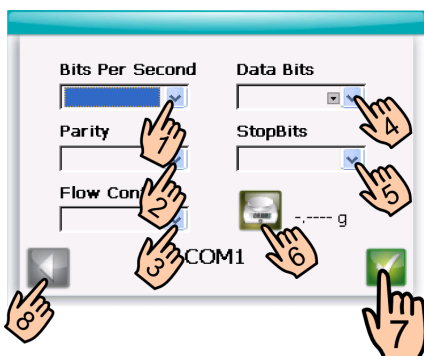 Bits Per Second Data Bits
1 4
Parity StopBits
2 5
Flow Con
-.---- g
3 6
COM1
8 7